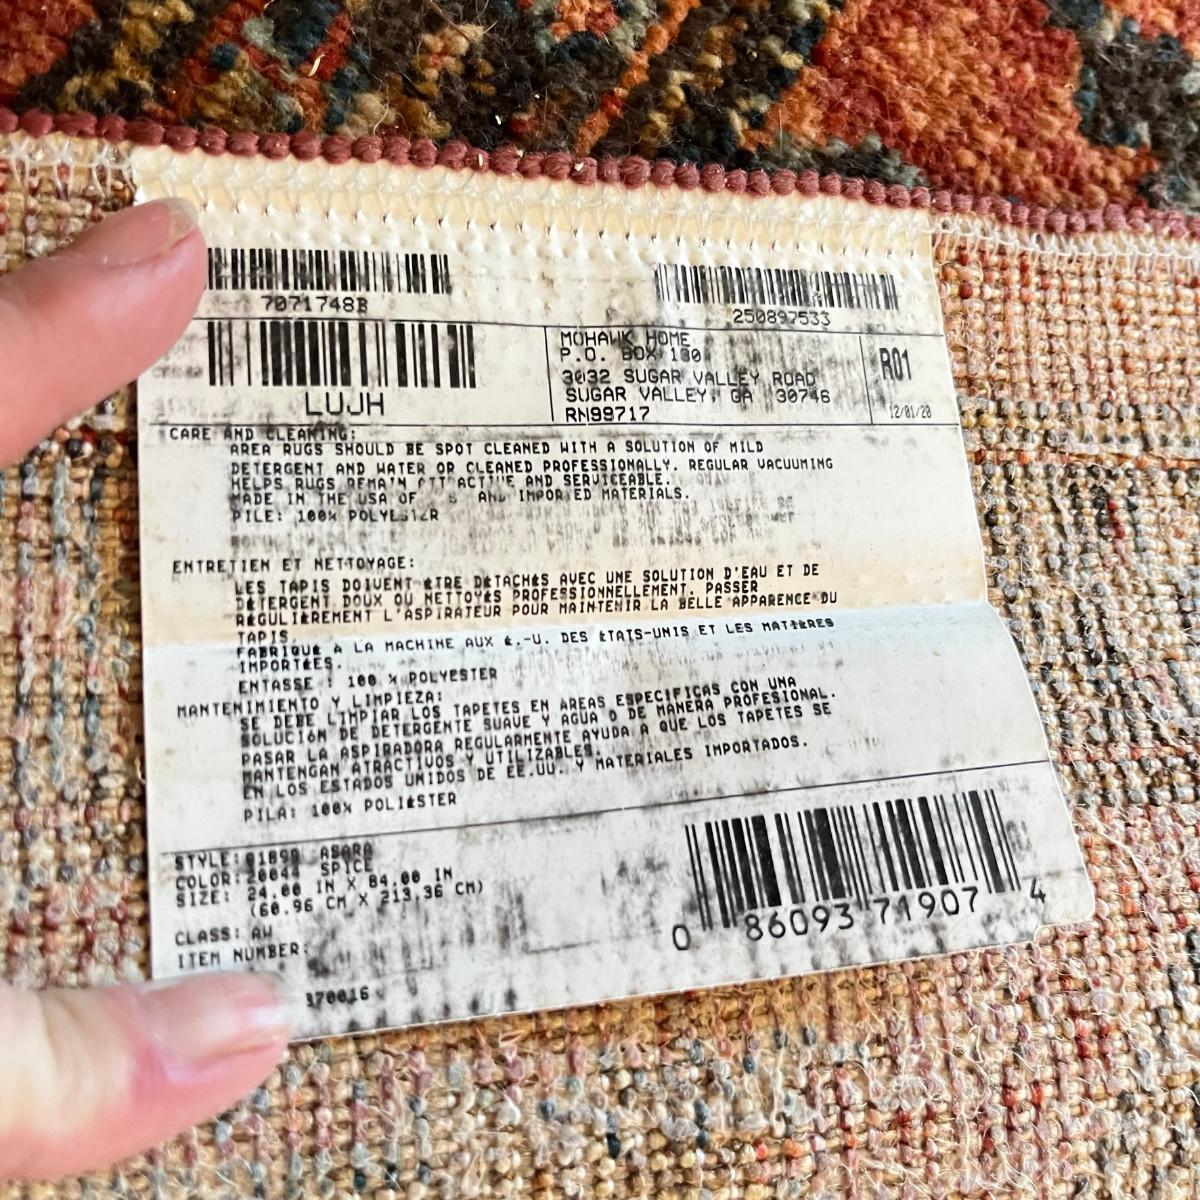 7071748B
250897533
LUJH
MOHAWK HOME
P.O. BOX 130
3032 SUGAR VALLEY ROAD
SUGAR VALLEY, GA 30746
RN99717
R01
12/01/20
CARE AND CLEANING:
AREA RUGS SHOULD BE SPOT CLEANED WITH A SOLUTION OF MILD
DETERGENT AND WATER OR CLEANED PROFESSIONALLY. REGULAR VACUUMING
HELPS RUGS REMAIN ATTRACTIVE AND SERVICEABLE.
MADE IN THE USA OF AND IMPORTED MATERIALS.
PILE: 100% POLYESTER
ENTRETIEN ET NETTOYAGE:
LES TAPIS DOIVENT ÊTRE DÉTACHÉS AVEC UNE SOLUTION D'EAU ET DE
DÉTERGENT DOUX OU NETTOYÉS PROFESSIONNELLEMENT. PASSER
RÉGULIÈREMENT L'ASPIRATEUR POUR MAINTENIR LA BELLE APPARENCE DU
TAPIS.
FABRIQUÉ À LA MACHINE AUX É.-U. DES ÉTATS-UNIS ET LES MATIÈRES
IMPORTÉES.
ENTASSE : 100 % POLYESTER
MANTENIMIENTO Y LIMPIEZA:
SE DEBE LIMPIAR LOS TAPETES EN ÁREAS ESPECÍFICAS CON UNA
SOLUCIÓN DE DETERGENTE SUAVE Y AGUA O DE MANERA PROFESIONAL.
PASAR LA ASPIRADORA REGULARMENTE AYUDA A QUE LOS TAPETES SE
MANTENGAN ATRACTIVOS Y UTILIZABLES.
EN LOS ESTADOS UNIDOS DE EE.UU. Y MATERIALES IMPORTADOS.
PILA: 100% POLIÉSTER
STYLE: 91898 ASARA
COLOR: 20044 SPICE
SIZE: 24.00 IN X 84.00 IN
(60.96 CM X 213.36 CM)
CLASS: AW
ITEM NUMBER:
370016
0 86093 71907 4